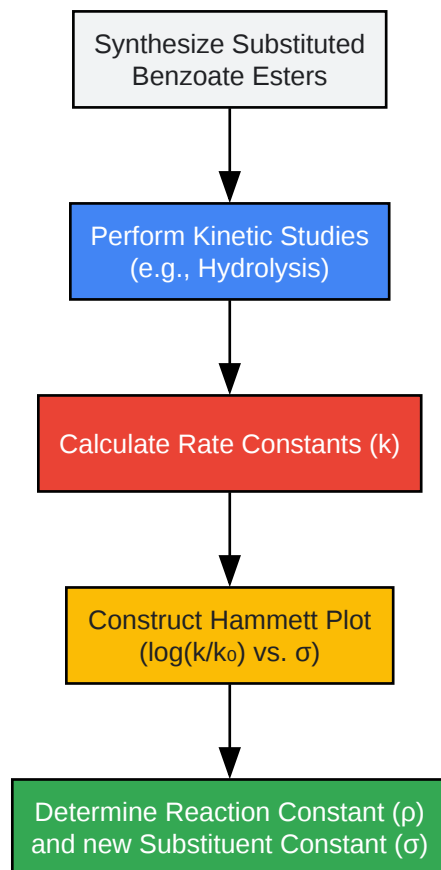 Synthesize Substituted
Benzoate Esters
Perform Kinetic Studies
(e.g., Hydrolysis)
Calculate Rate Constants (k)
Construct Hammett Plot
(log(k/k₀) vs. σ)
Determine Reaction Constant (ρ)
and new Substituent Constant (σ)